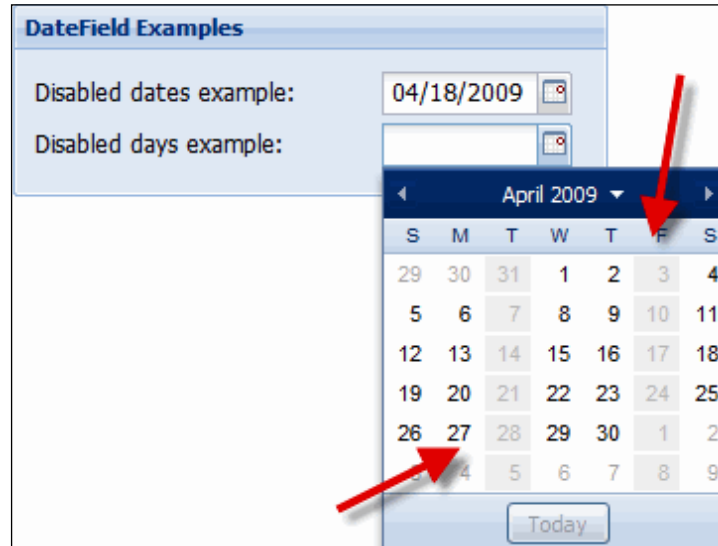 DateField Examples
Disabled dates example: 04/18/2009
Disabled days example:
April 2009
S M T W T F S
29 30 31 1 2 3 4
5 6 7 8 9 10 11
12 13 14 15 16 17 18
19 20 21 22 23 24 25
26 27 28 29 30 1 2
3 4 5 6 7 8 9
Today